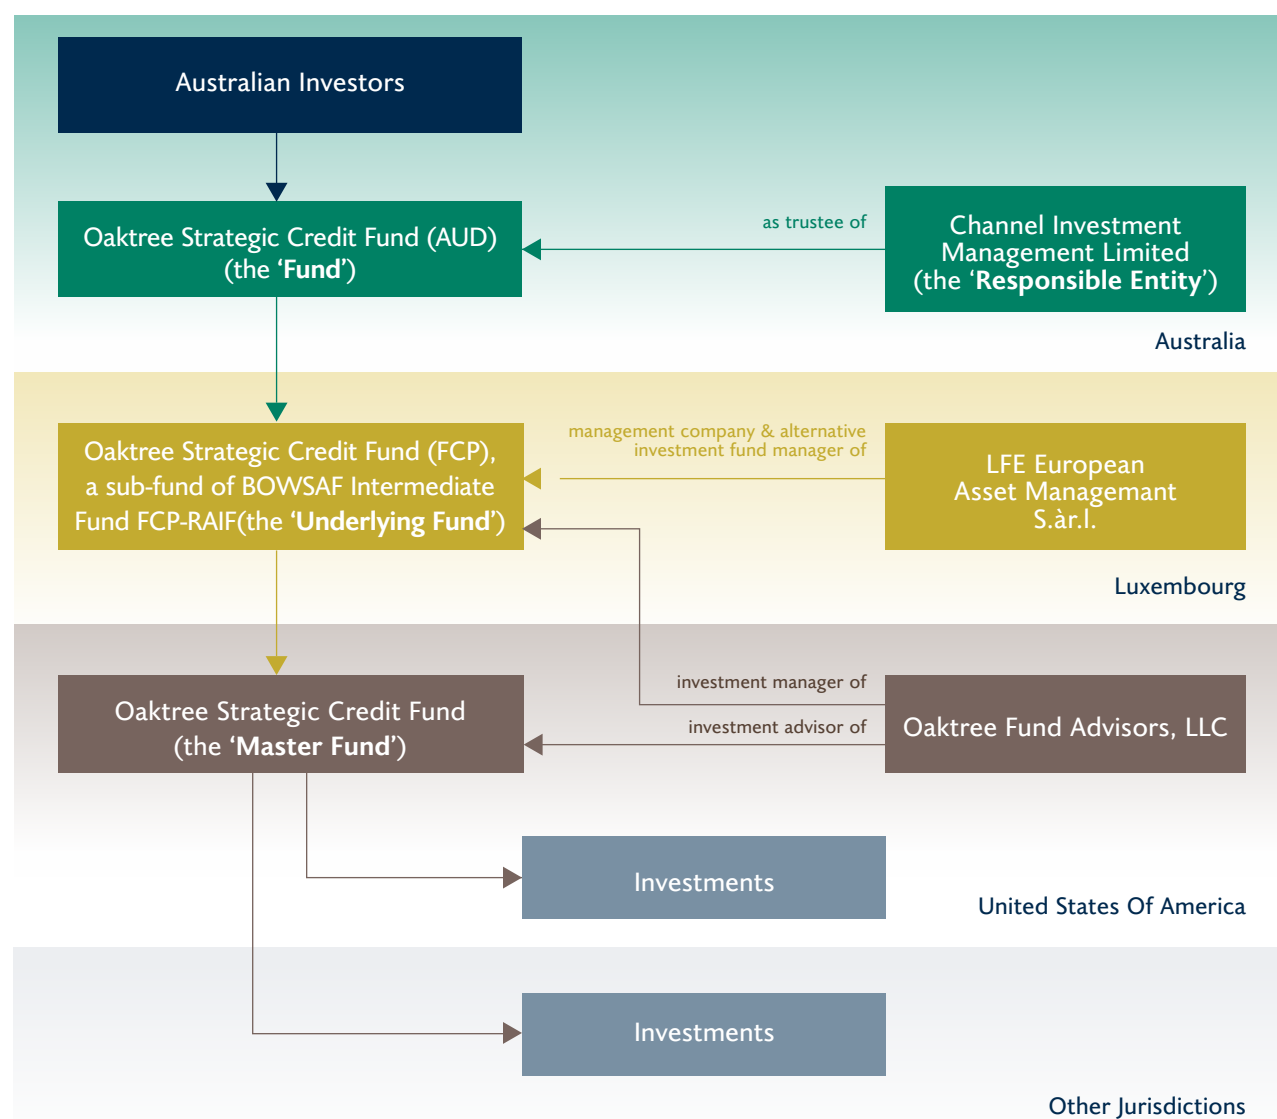 Australian Investors
Oaktree Strategic Credit Fund (AUD)
(the ‘Fund’)
as trustee of
Channel Investment
Management Limited
(the ‘Responsible Entity’)
Australia
Oaktree Strategic Credit Fund (FCP),
a sub-fund of BOWSAF Intermediate
Fund FCP-RAIF(the ‘Underlying Fund’)
management company & alternative
investment fund manager of
LFE European
Asset Managemant
S.àr.l.
Luxembourg
Oaktree Strategic Credit Fund
(the ‘Master Fund’)
investment manager of
investment advisor of
Oaktree Fund Advisors, LLC
Investments
United States Of America
Investments
Other Jurisdictions